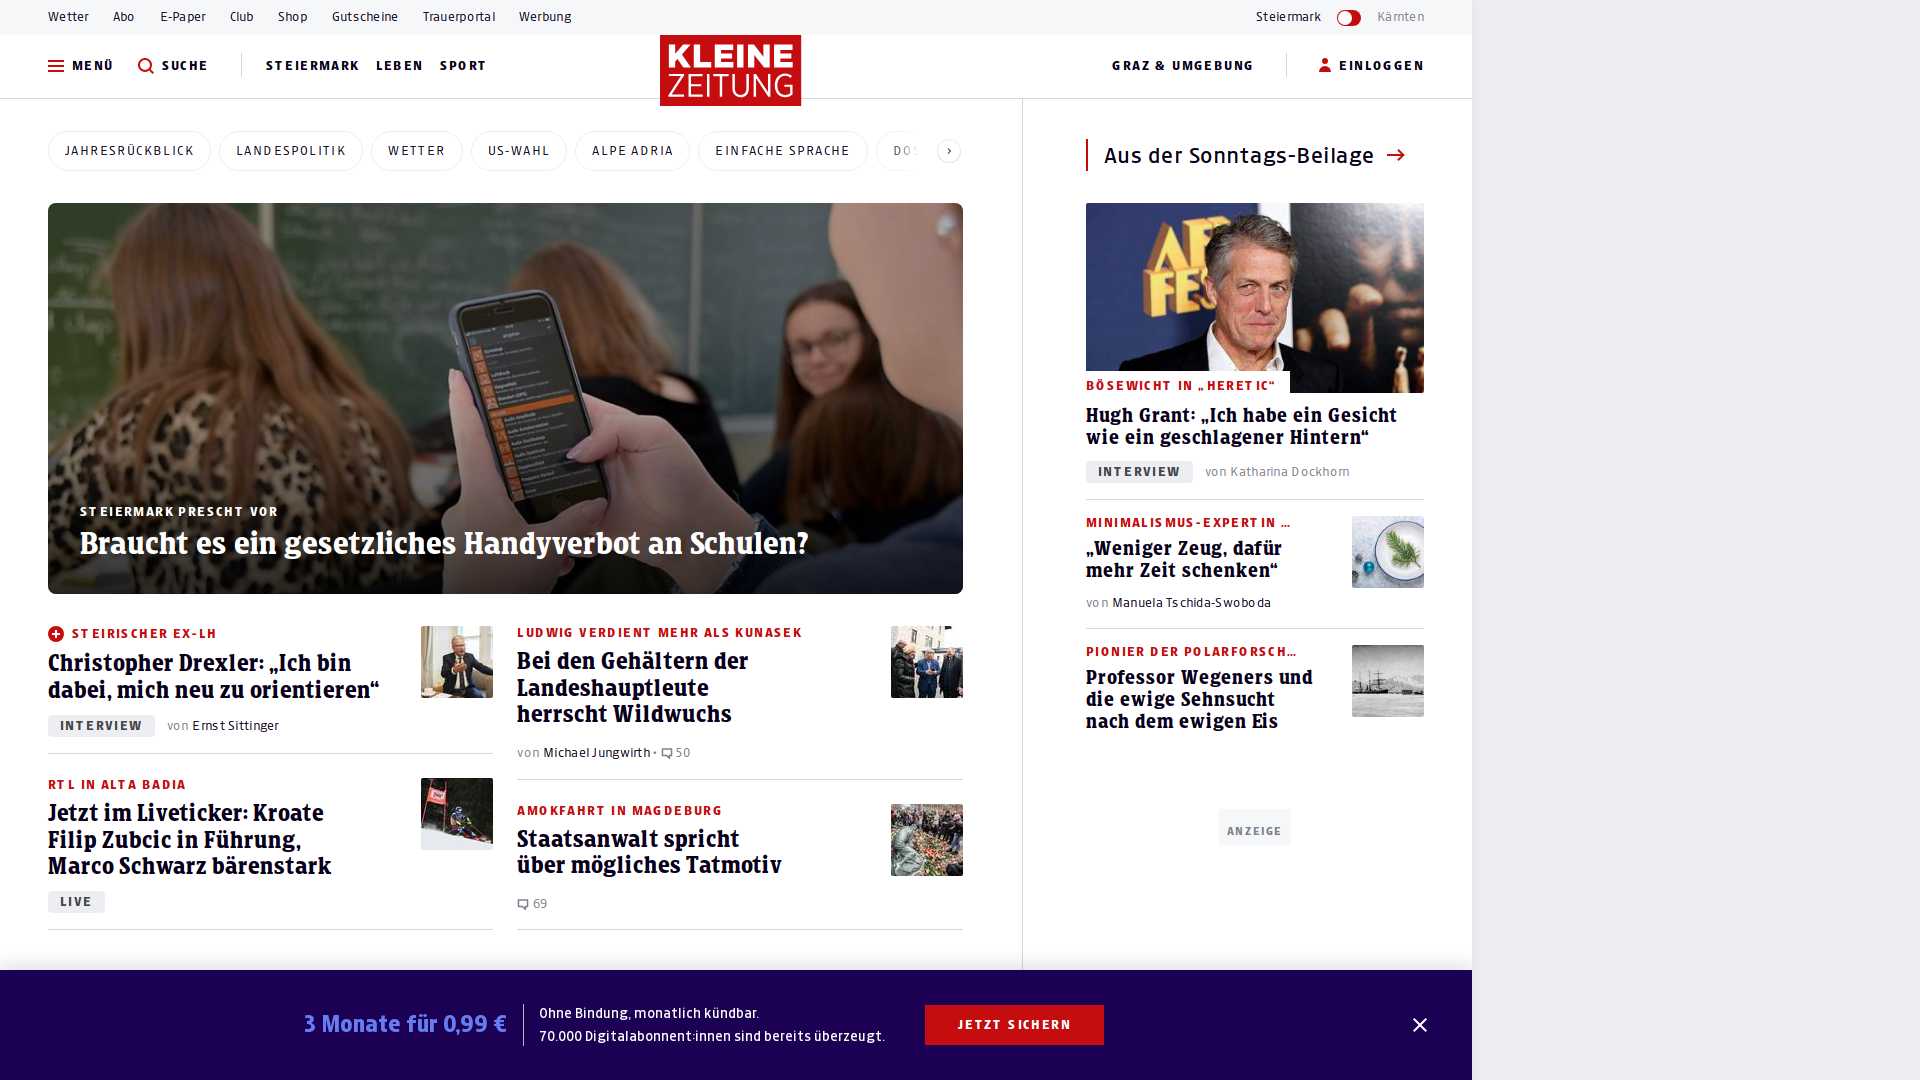 Wetter Abo E-Paper Club Shop Gutscheine Trauerportal Werbung Steiermark Kärnten
MENÜ SUCHE STEIERMARK LEBEN SPORT KLEINE ZEITUNG GRAZ & UMGEBUNG EINLOGGEN
JAHRESRÜCKBLICK LANDESPOLITIK WETTER US-WAHL ALPE ADRIA EINFACHE SPRACHE
STEIERMARK PRESCHT VOR
Braucht es ein gesetzliches Handyverbot an Schulen?
STEIRISCHER EX-LH
Christopher Drexler: „Ich bin
dabei, mich neu zu orientieren“
INTERVIEW von Ernst Sittinger
RTL IN ALTA BADIA
Jetzt im Liveticker: Kroate
Filip Zubcic in Führung,
Marco Schwarz bärenstark
LIVE
LUDWIG VERDIENT MEHR ALS KUNASEK
Bei den Gehältern der
Landeshauptleute
herrscht Wildwuchs
von Michael Jungwirth • 50
AMOKFAHRT IN MAGDEBURG
Staatsanwalt spricht
über mögliches Tatmotiv
69
Aus der Sonntags-Beilage
BÖSEWICHT IN „HERETIC“
Hugh Grant: „Ich habe ein Gesicht
wie ein geschlagener Hintern“
INTERVIEW von Katharina Dockhorn
MINIMALISMUS-EXPERTIN ...
„Weniger Zeug, dafür
mehr Zeit schenken“
von Manuela Tschida-Swoboda
PIONIER DER POLARFORSCH...
Professor Wegeners und
die ewige Sehnsucht
nach dem ewigen Eis
ANZEIGE
3 Monate für 0,99 €
Ohne Bindung, monatlich kündbar.
70.000 Digitalabonnent:innen sind bereits überzeugt.
JETZT SICHERN